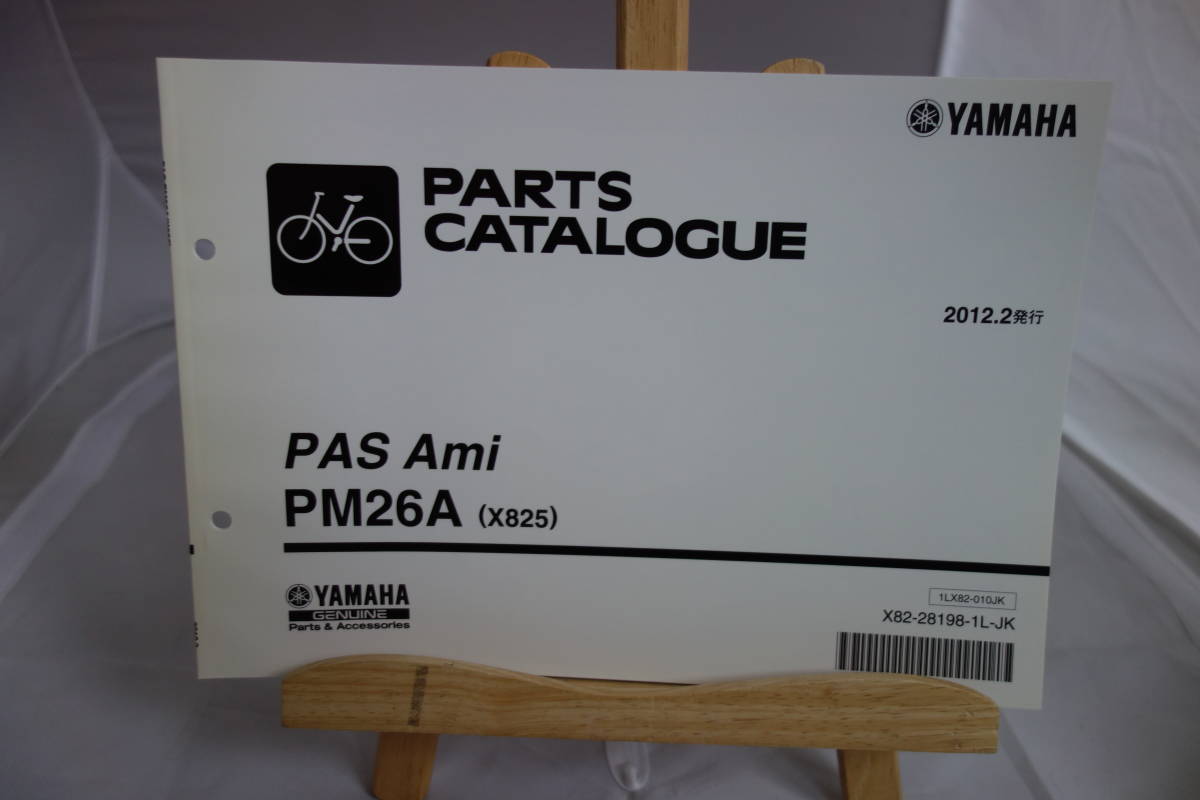 YAMAHA
PARTS
CATALOGUE
2012.2発行
PAS Ami
PM26A (X825)
YAMAHA
GENUINE
Parts & Accessories
1LX82-010JK
X82-28198-1L-JK